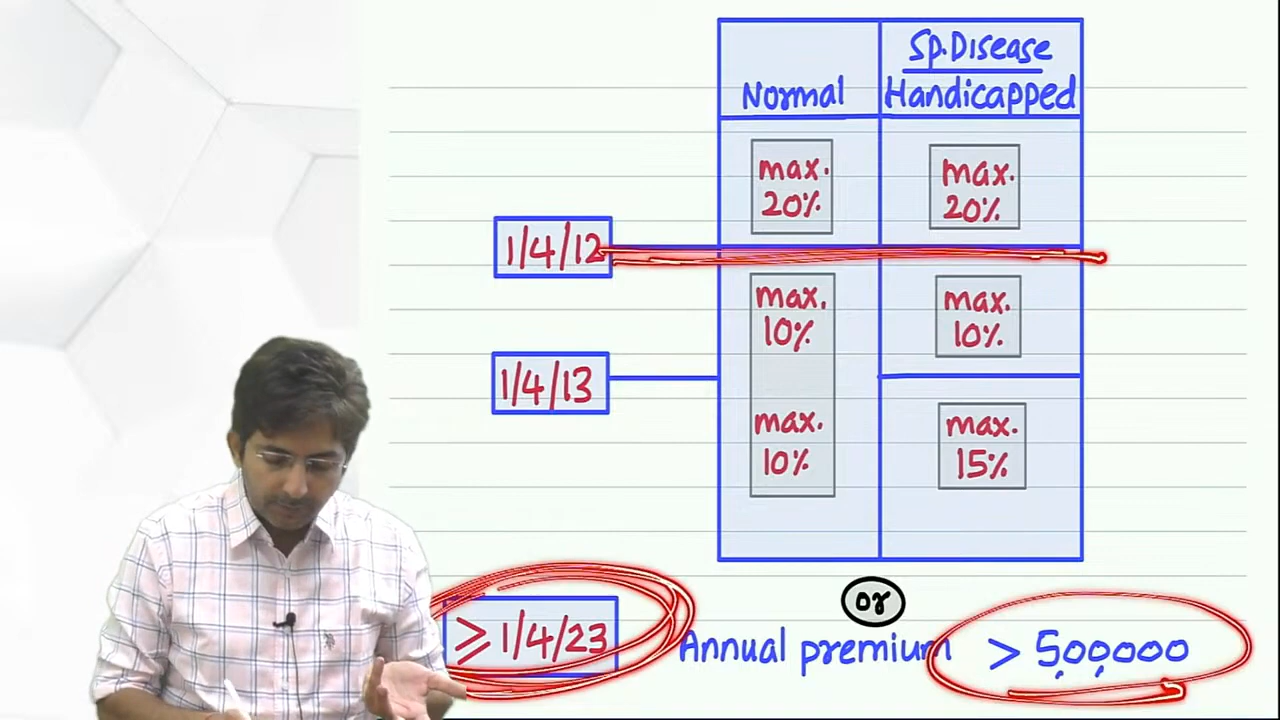 Sp.Disease
Normal
Handicapped
max.
20%
max.
20%
1/4/12
max.
10%
max.
10%
1/4/13
max.
10%
max.
15%
or
≥ 1/4/23
Annual premium > 5,00,000